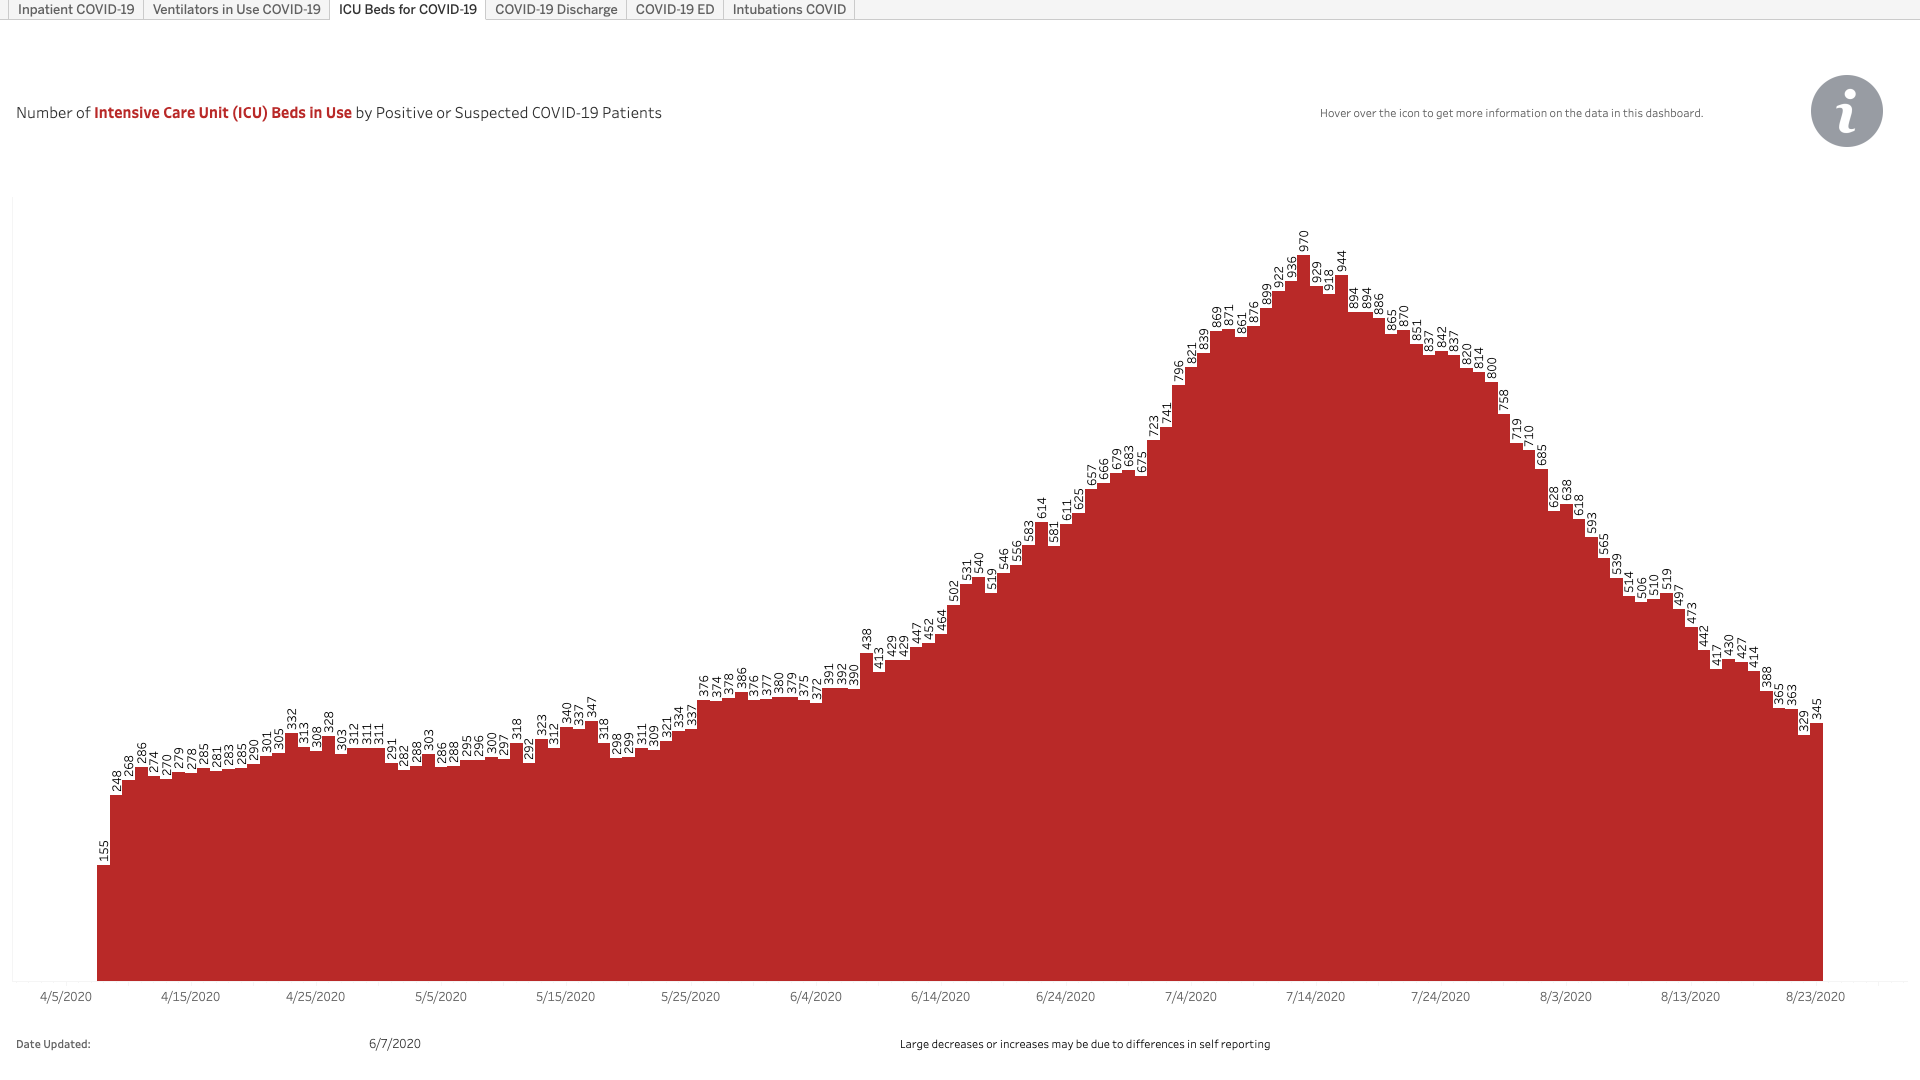 Inpatient COVID-19 Ventilators in Use COVID-19 ICU Beds for COVID-19 COVID-19 Discharge COVID-19 ED Intubations COVID
Number of Intensive Care Unit (ICU) Beds in Use by Positive or Suspected COVID-19 Patients
Hover over the icon to get more information on the data in this dashboard.
i
155 248 268 286 274 270 279 278 285 281 283 285 290 301 305 332 313 308 328 303 312 311 311 291 282 288 303 286 288 295 296 300 297 318 292 323 312 340 337 347 318 298 299 311 309 321 334 337 376 374 378 386 376 377 380 379 375 372 391 392 390 438 413 429 429 447 452 464 502 531 540 519 546 556 583 614 581 611 625 657 666 679 683 675 723 741 796 821 839 869 871 861 876 899 922 936 970 929 918 944 894 894 886 865 870 851 837 842 837 820 814 800 758 719 710 685 628 638 618 593 565 539 514 506 510 519 497 473 442 417 430 427 414 388 365 363 329 345
4/5/2020 4/15/2020 4/25/2020 5/5/2020 5/15/2020 5/25/2020 6/4/2020 6/14/2020 6/24/2020 7/4/2020 7/14/2020 7/24/2020 8/3/2020 8/13/2020 8/23/2020
Date Updated: 6/7/2020 Large decreases or increases may be due to differences in self reporting